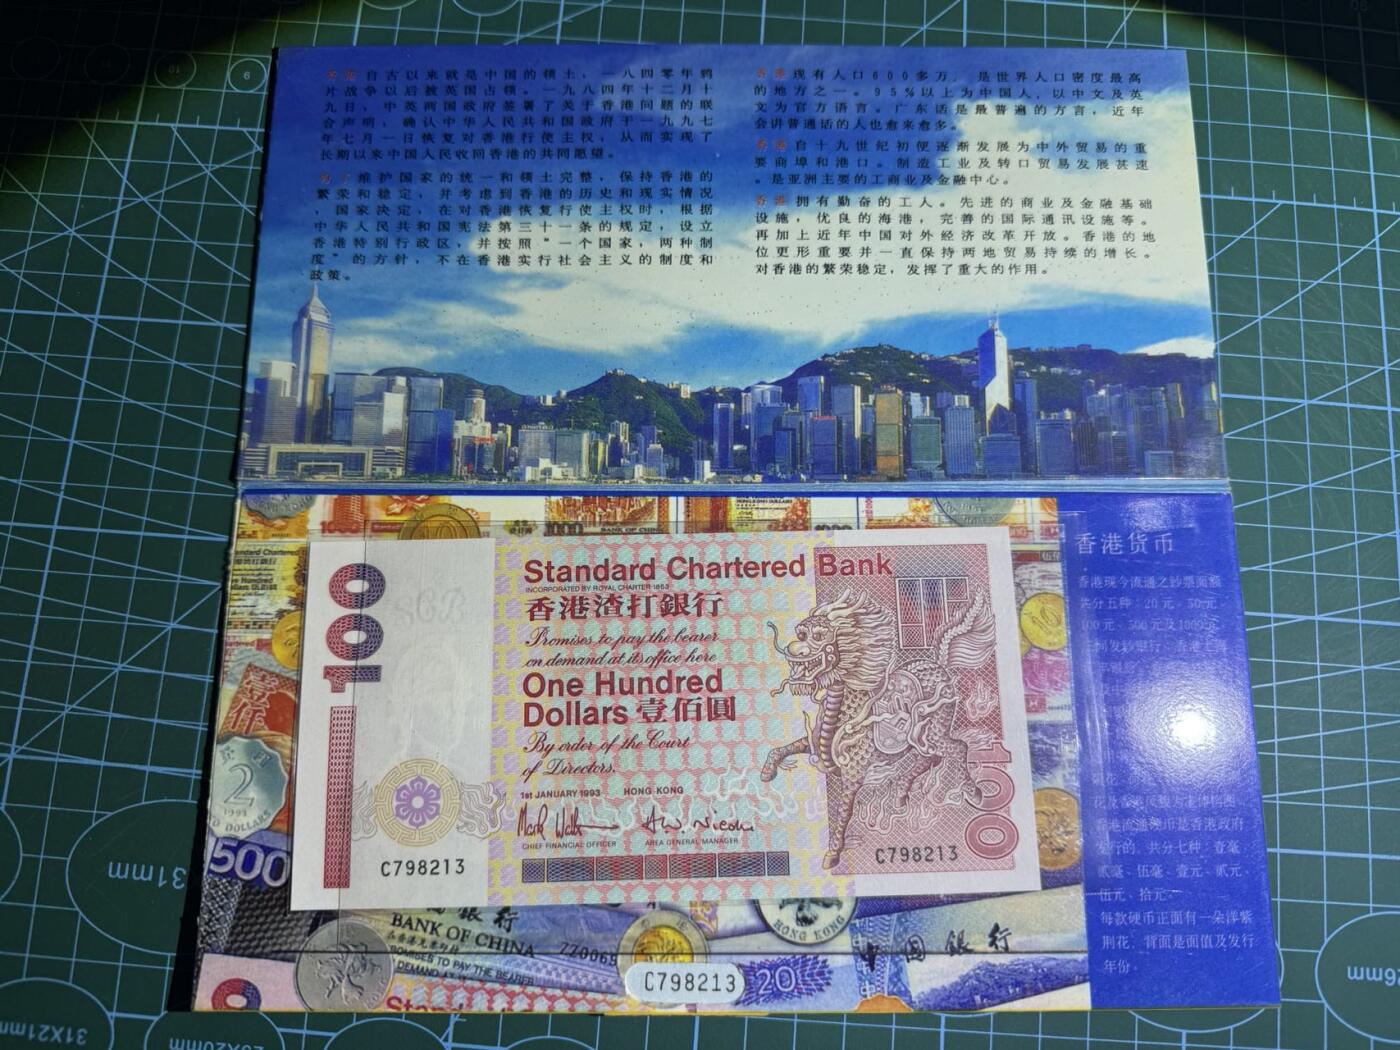 香港自古以来就是中国的领土，一八四零年鸦
片战争以后被英国占领。一九八四年十二月十
九日，中英两国政府签署了关于香港问题的联
合声明，确认中华人民共和国政府于一九九七
年七月一日恢复对香港行使主权，从而实现了
长期以来中国人民收回香港的共同愿望。
为了维护国家的统一和领土完整，保持香港的
繁荣和稳定，并考虑到香港的历史和现实情况
，国家决定，在对香港恢复行使主权时，根据
中华人民共和国宪法第三十一条的规定，设立
香港特别行政区，并按照“一个国家，两种制
度”的方针，不在香港实行社会主义的制度和
政策。
香港现有人口600多万，是世界人口密度最高
的地方之一。95%以上为中国人，以中文及英
文为官方语言。广东话是最普遍的方言，近年
会讲普通话的人也愈来愈多。
香港自十九世纪初便逐渐发展为中外贸易的重
要商埠和港口。制造工业及转口贸易发展甚速
。是亚洲主要的工商业及金融中心。
香港拥有勤奋的工人。先进的商业及金融基础
设施，优良的海港，完善的国际通讯设施等。
再加上近年中国对外经济改革开放。香港的地
位更形重要并一直保持两地贸易持续的增长。
对香港的繁荣稳定，发挥了重大的作用。
100
Standard Chartered Bank
INCORPORATED BY ROYAL CHARTER 1853
香港渣打銀行
Promises to pay the bearer
on demand at its office here
One Hundred
Dollars 壹佰圓
By order of the Court
of Directors.
1st JANUARY 1993 HONG KONG
CHIEF FINANCIAL OFFICER AREA GENERAL MANAGER
C798213
C798213
100
香港货币
香港现今流通之钞票面额
共分五种：20元、50元
100元、500元及1000元
香港流通硬币是香港政府
发行的，共分七种：壹毫
贰毫、伍毫、壹元、贰元、
伍元、拾元。
每款硬币正面有一朵洋紫
荆花，背面是面值及发行
年份。
2
1993
DOLLARS
500
银行
BANK OF CHINA
PROMISES TO PAY THE BEARER
HONG KONG
中国银行
20
C798213
1000
BANK OF CHINA
9
10
31mm
31X21mm
26mm